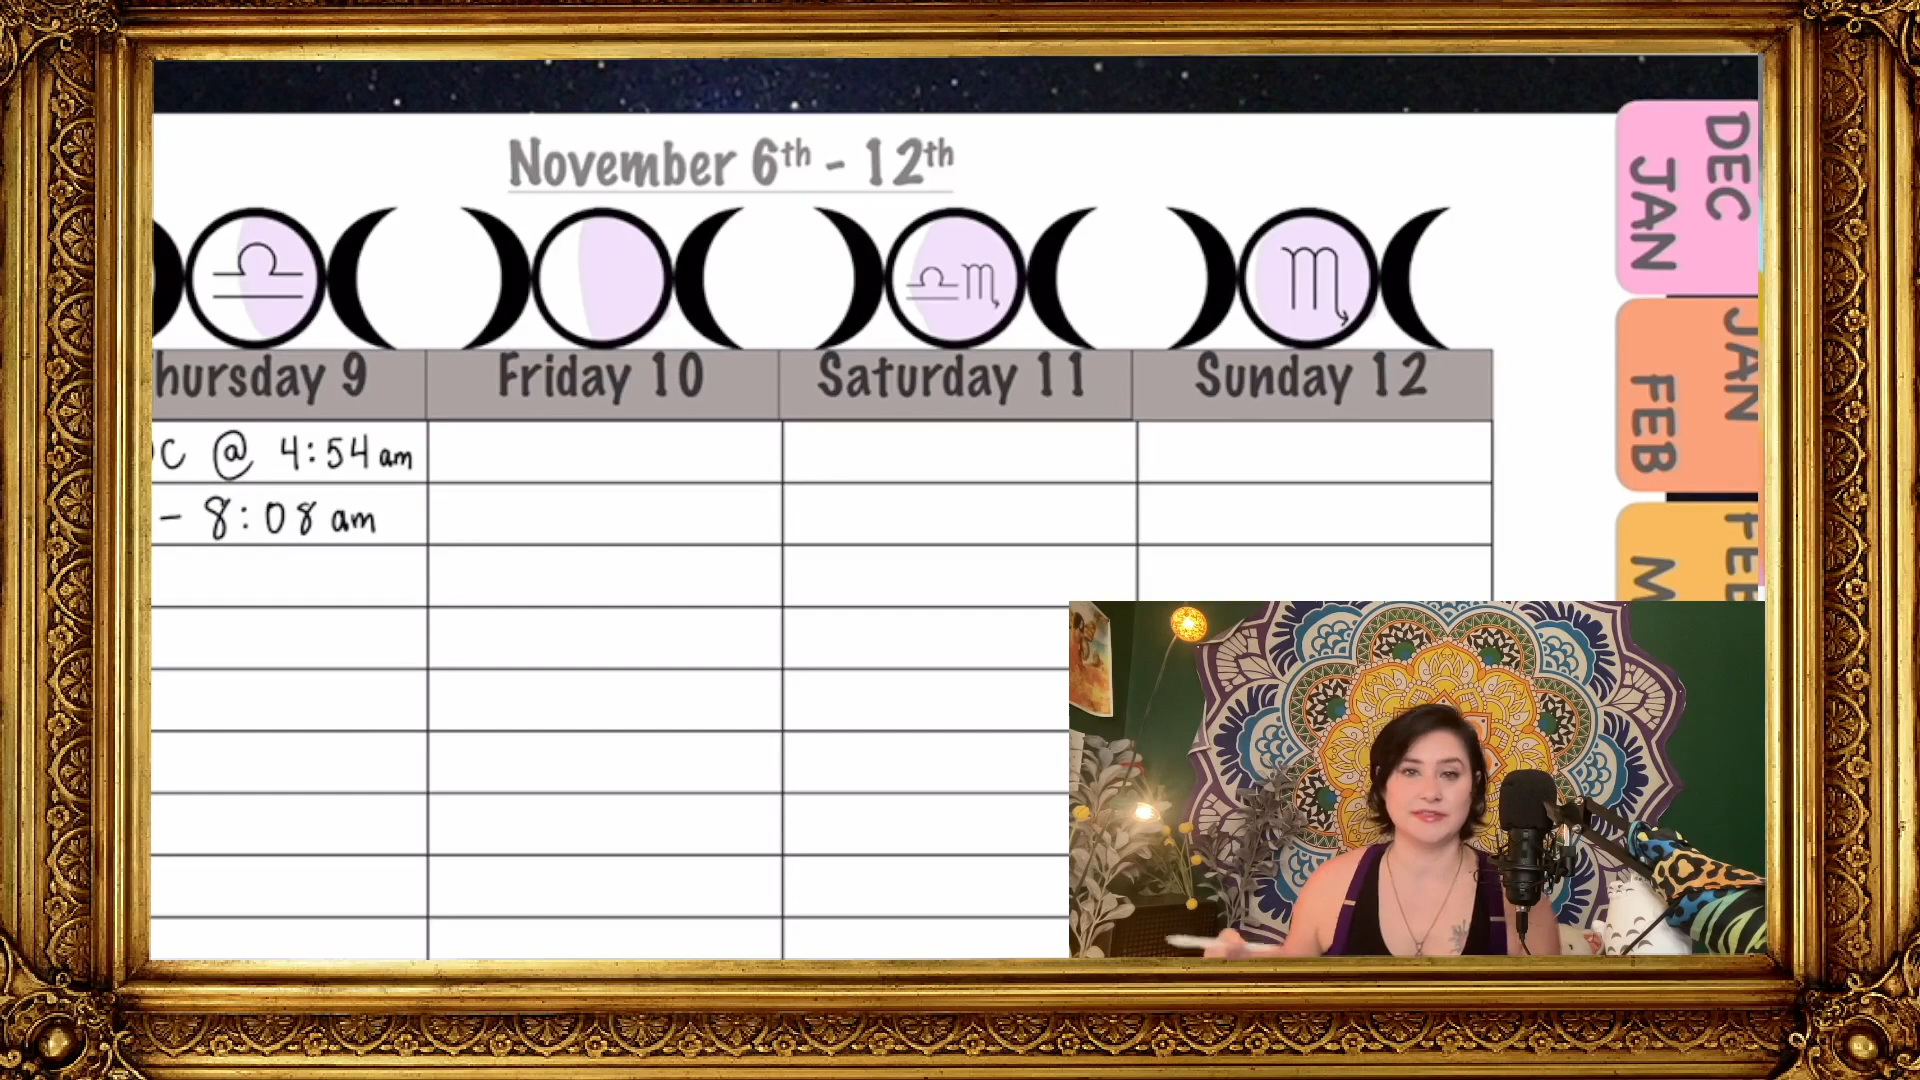 November 6th - 12th
hursday 9
Friday 10
Saturday 11
Sunday 12
C @ 4:54 am
- 8:08 am
DEC
JAN
JAN
FEB
FEB
M